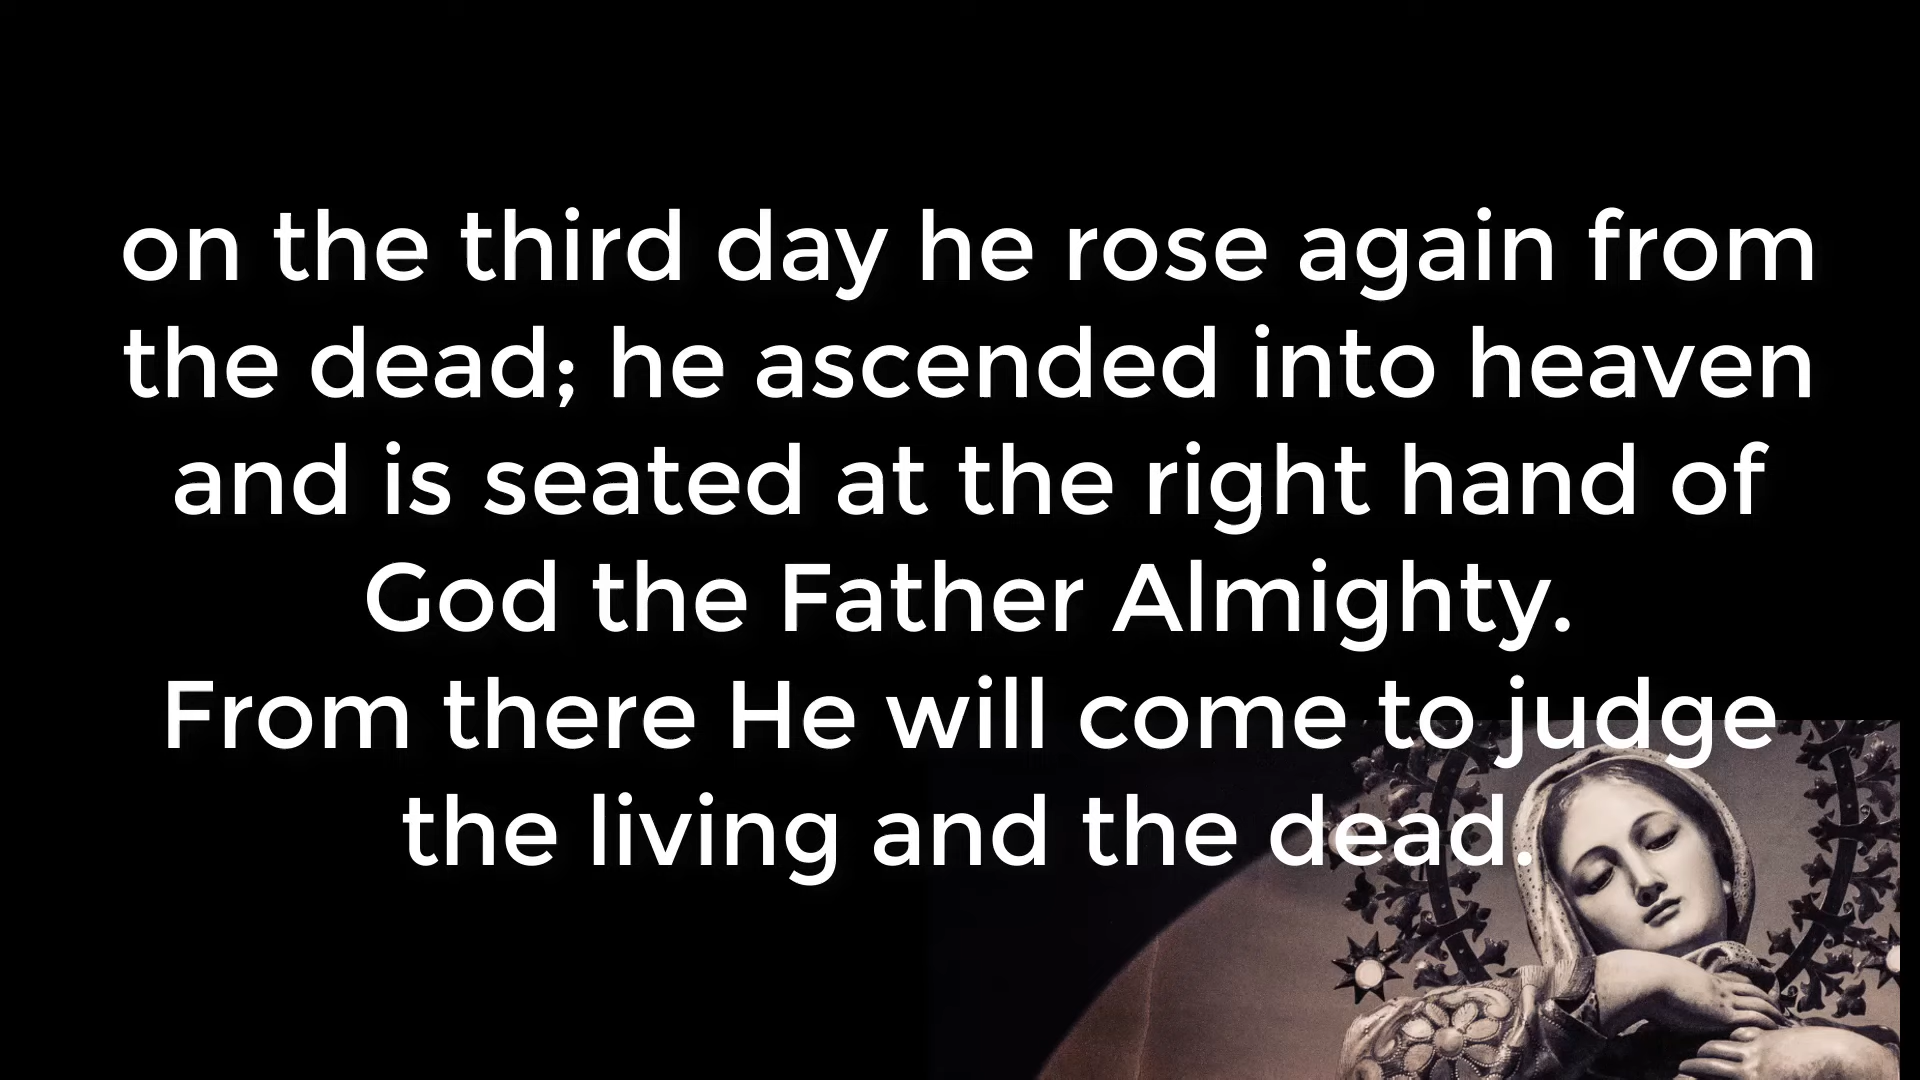 on the third day he rose again from
the dead; he ascended into heaven
and is seated at the right hand of
God the Father Almighty.
From there He will come to judge
the living and the dead.